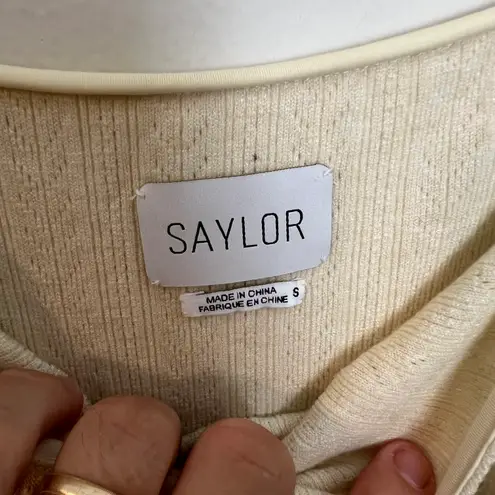 SAYLOR
MADE IN CHINA S
FABRIQUE EN CHINE